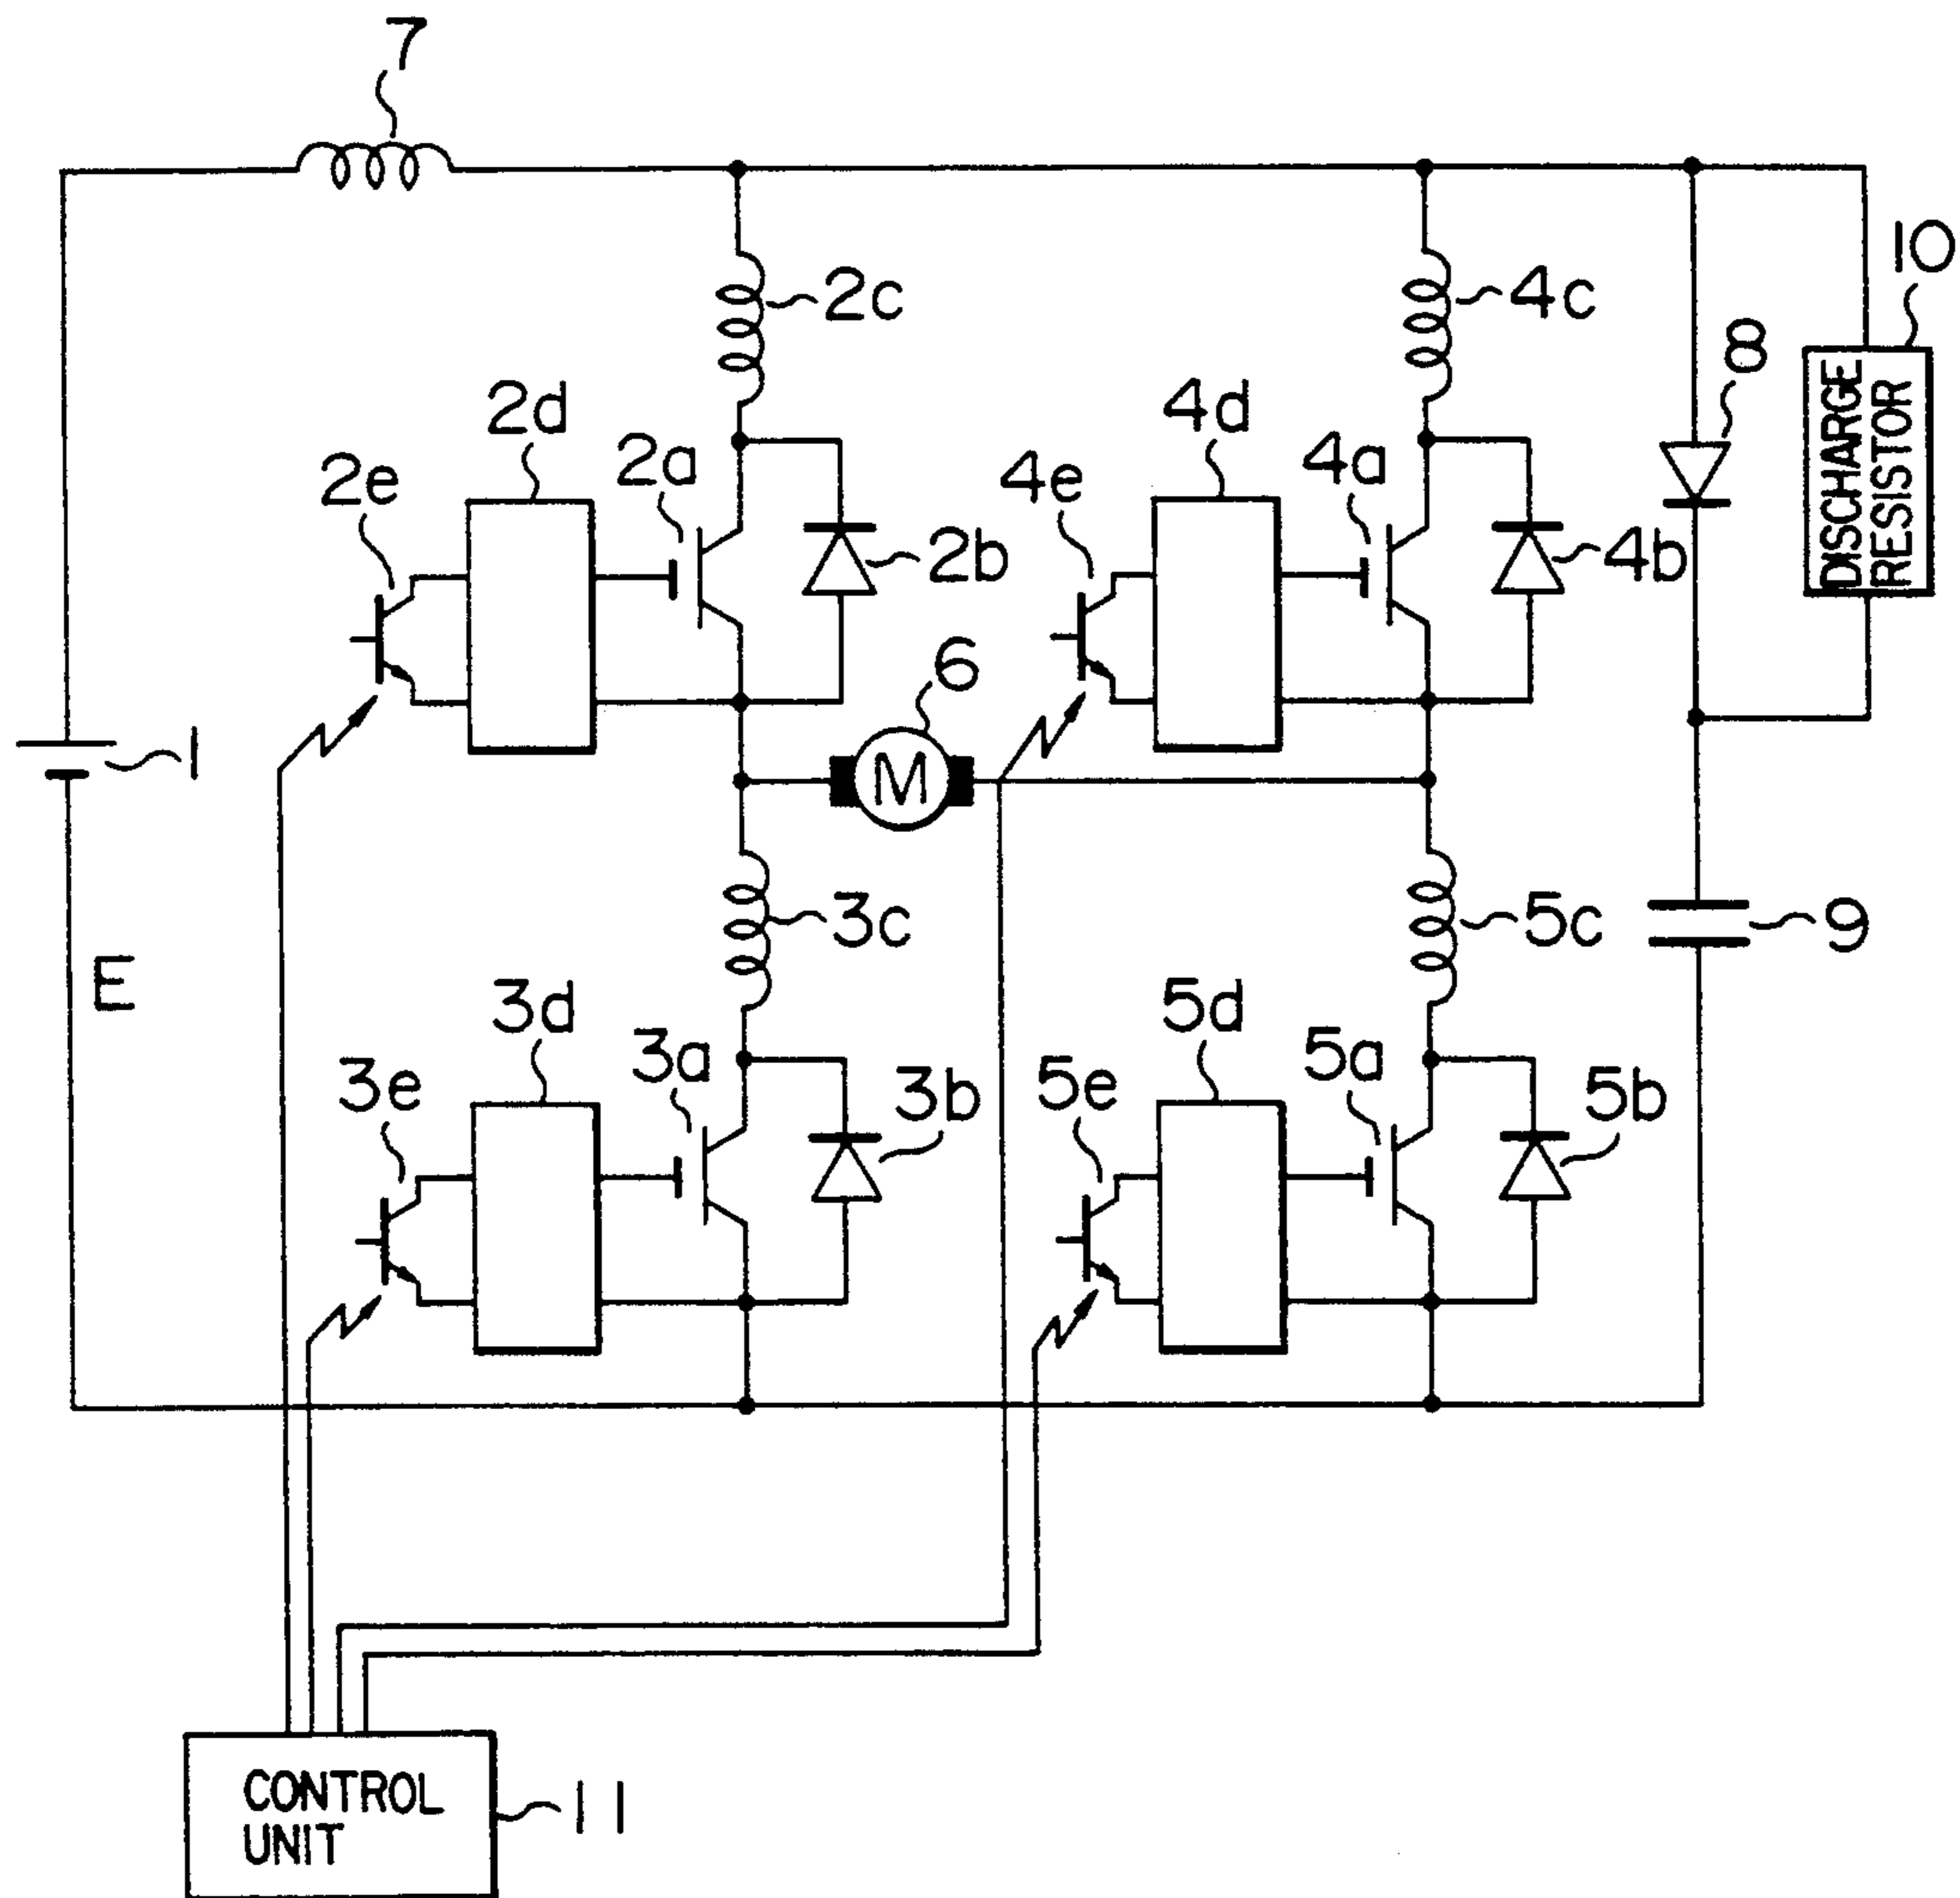 7
2c
4c
10
8
DISCHARGE
RESISTOR
2d
4d
2a
4a
2e
4e
2b
4b
6
1
M
3c
5c
9
E
3d
5d
3a
5a
3e
5e
3b
5b
CONTROL
UNIT
11